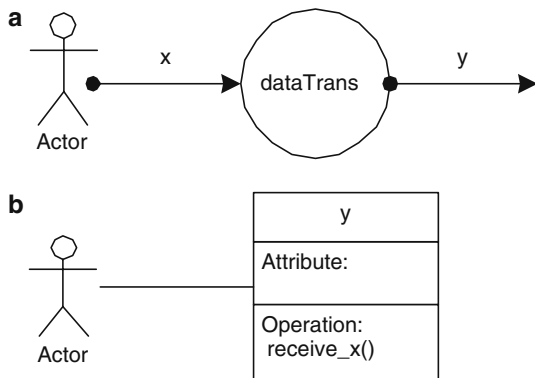 a
x
dataTrans
y
Actor
b
y
Attribute:
Operation:
receive_x()
Actor